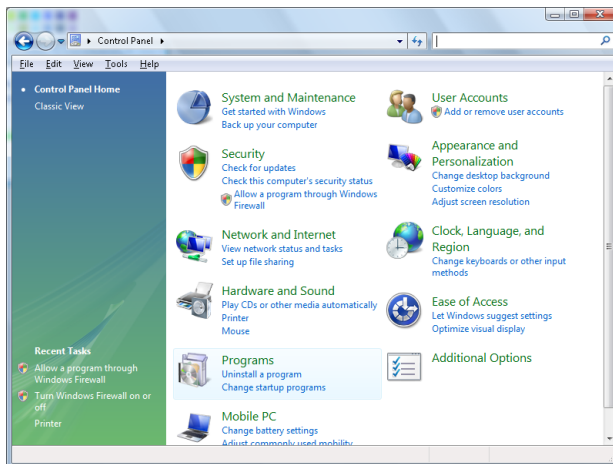 Control Panel
File Edit View Tools Help
Control Panel Home
Classic View
System and Maintenance
Get started with Windows
Back up your computer
Security
Check for updates
Check this computer's security status
Allow a program through Windows
Firewall
Network and Internet
View network status and tasks
Set up file sharing
Hardware and Sound
Play CDs or other media automatically
Printer
Mouse
Programs
Uninstall a program
Change startup programs
Mobile PC
Change battery settings
Adjust commonly used mobility
User Accounts
Add or remove user accounts
Appearance and
Personalization
Change desktop background
Customize colors
Adjust screen resolution
Clock, Language, and
Region
Change keyboards or other input
methods
Ease of Access
Let Windows suggest settings
Optimize visual display
Additional Options
Recent Tasks
Allow a program through
Windows Firewall
Turn Windows Firewall on or
off
Printer